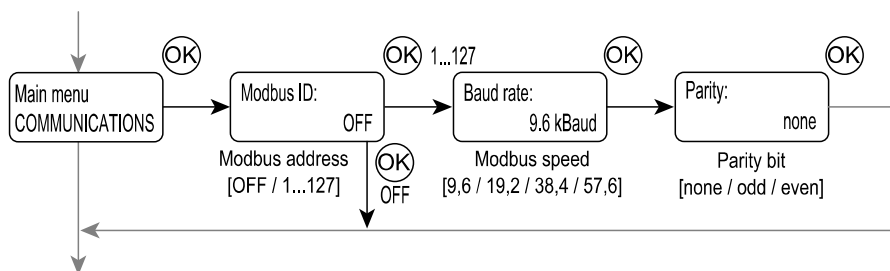 OK
OK 1...127
OK
OK
Main menu
COMMUNICATIONS
Modbus ID:
OFF
Baud rate:
9.6 kBaud
Parity:
none
Modbus address
[OFF / 1...127]
OK
OFF
Modbus speed
[9,6 / 19,2 / 38,4 / 57,6]
Parity bit
[none / odd / even]